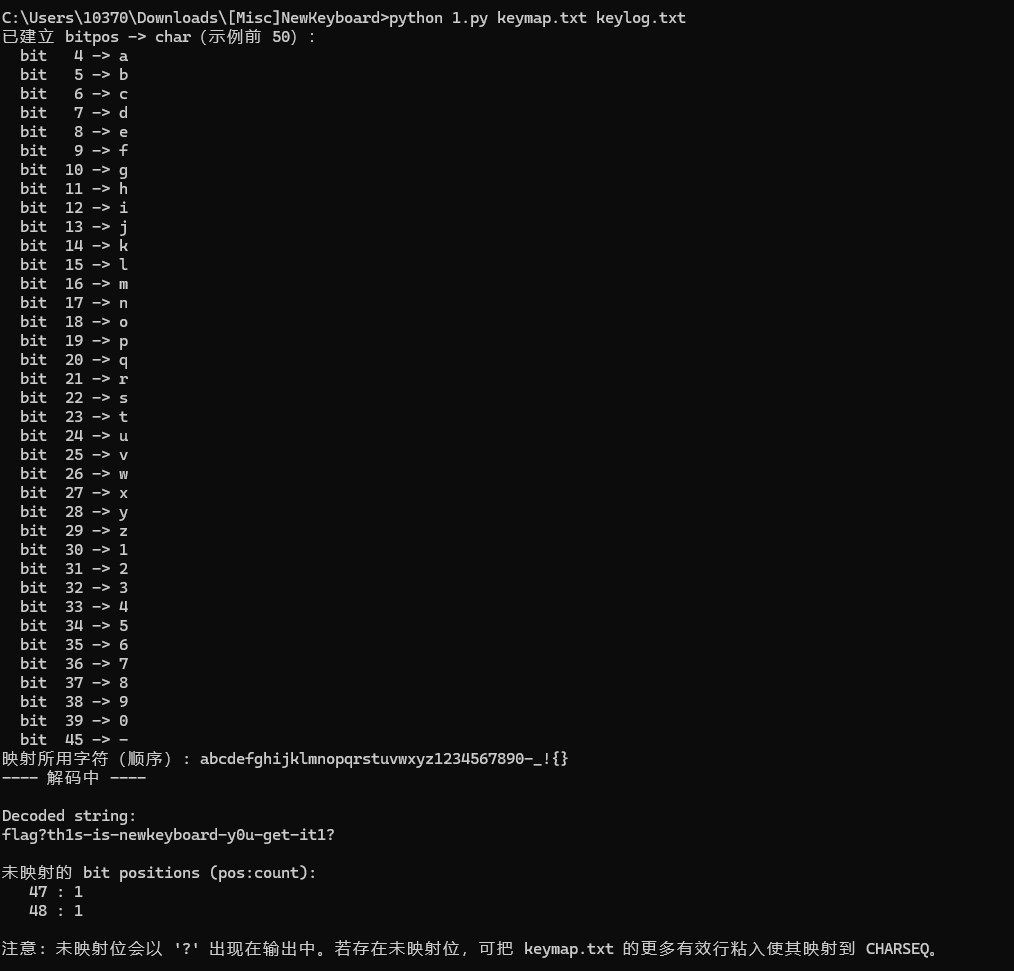 C:\Users\10370\Downloads\[Misc]NewKeyboard>python 1.py keymap.txt keylog.txt
已建立 bitpos -> char（示例前 50）:
  bit   4 -> a
  bit   5 -> b
  bit   6 -> c
  bit   7 -> d
  bit   8 -> e
  bit   9 -> f
  bit  10 -> g
  bit  11 -> h
  bit  12 -> i
  bit  13 -> j
  bit  14 -> k
  bit  15 -> l
  bit  16 -> m
  bit  17 -> n
  bit  18 -> o
  bit  19 -> p
  bit  20 -> q
  bit  21 -> r
  bit  22 -> s
  bit  23 -> t
  bit  24 -> u
  bit  25 -> v
  bit  26 -> w
  bit  27 -> x
  bit  28 -> y
  bit  29 -> z
  bit  30 -> 1
  bit  31 -> 2
  bit  32 -> 3
  bit  33 -> 4
  bit  34 -> 5
  bit  35 -> 6
  bit  36 -> 7
  bit  37 -> 8
  bit  38 -> 9
  bit  39 -> 0
  bit  45 -> -
映射所用字符（顺序）: abcdefghijklmnopqrstuvwxyz1234567890-_!{}
---- 解码中 ----
Decoded string:
flag?th1s-is-newkeyboard-y0u-get-it1?
未映射的 bit positions (pos:count):
   47 : 1
   48 : 1
注意: 未映射位会以 '?' 出现在输出中。若存在未映射位，可把 keymap.txt 的更多有效行粘入使其映射到 CHARSEQ。